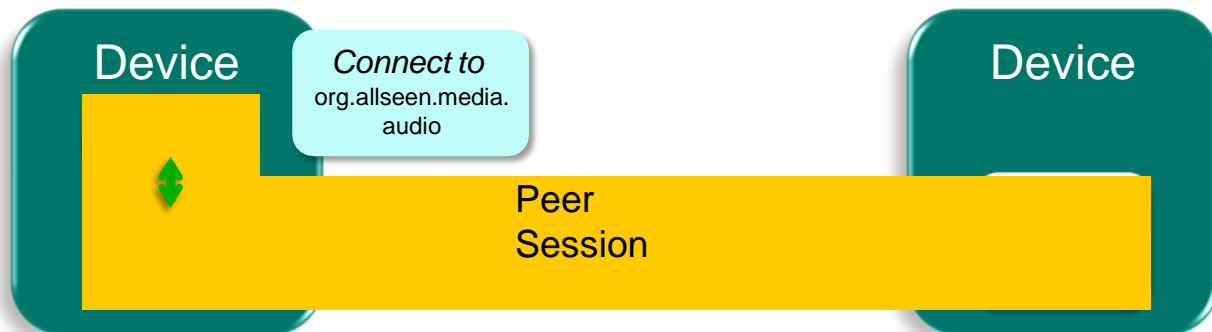 Device
Connect to
org.allseen.media.
audio
Device
Peer
Session